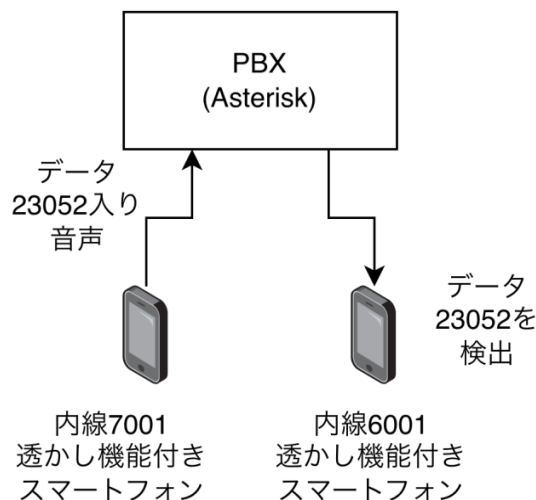 PBX
(Asterisk)
データ
23052入り
音声
データ
23052を
検出
内線7001
透かし機能付き
スマートフォン
内線6001
透かし機能付き
スマートフォン